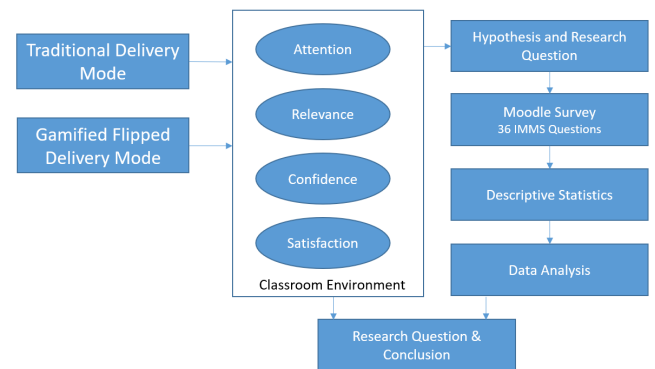 Traditional Delivery
Mode
Gamified Flipped
Delivery Mode
Attention
Relevance
Confidence
Satisfaction
Classroom Environment
Hypothesis and Research
Question
Moodle Survey
36 IMMS Questions
Descriptive Statistics
Data Analysis
Research Question &
Conclusion